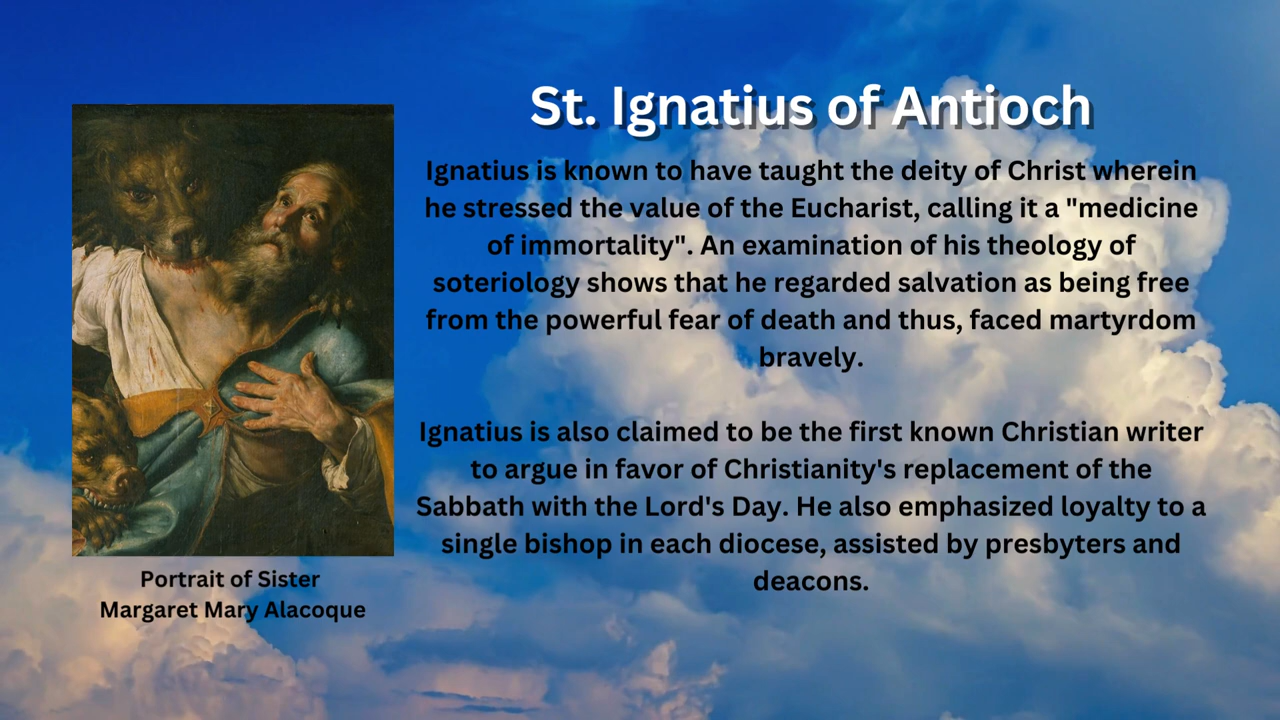 St. Ignatius of Antioch
Ignatius is known to have taught the deity of Christ wherein
he stressed the value of the Eucharist, calling it a "medicine
of immortality". An examination of his theology of
soteriology shows that he regarded salvation as being free
from the powerful fear of death and thus, faced martyrdom
bravely.
Ignatius is also claimed to be the first known Christian writer
to argue in favor of Christianity's replacement of the
Sabbath with the Lord's Day. He also emphasized loyalty to a
single bishop in each diocese, assisted by presbyters and
deacons.
Portrait of Sister
Margaret Mary Alacoque